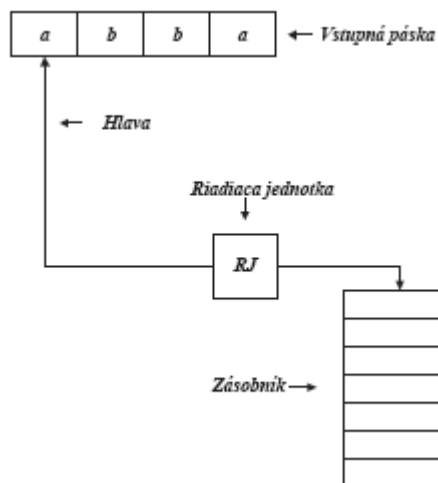 a b b a
Vstupná páska
Hlava
Riadiaca jednotka
RJ
Zásobník